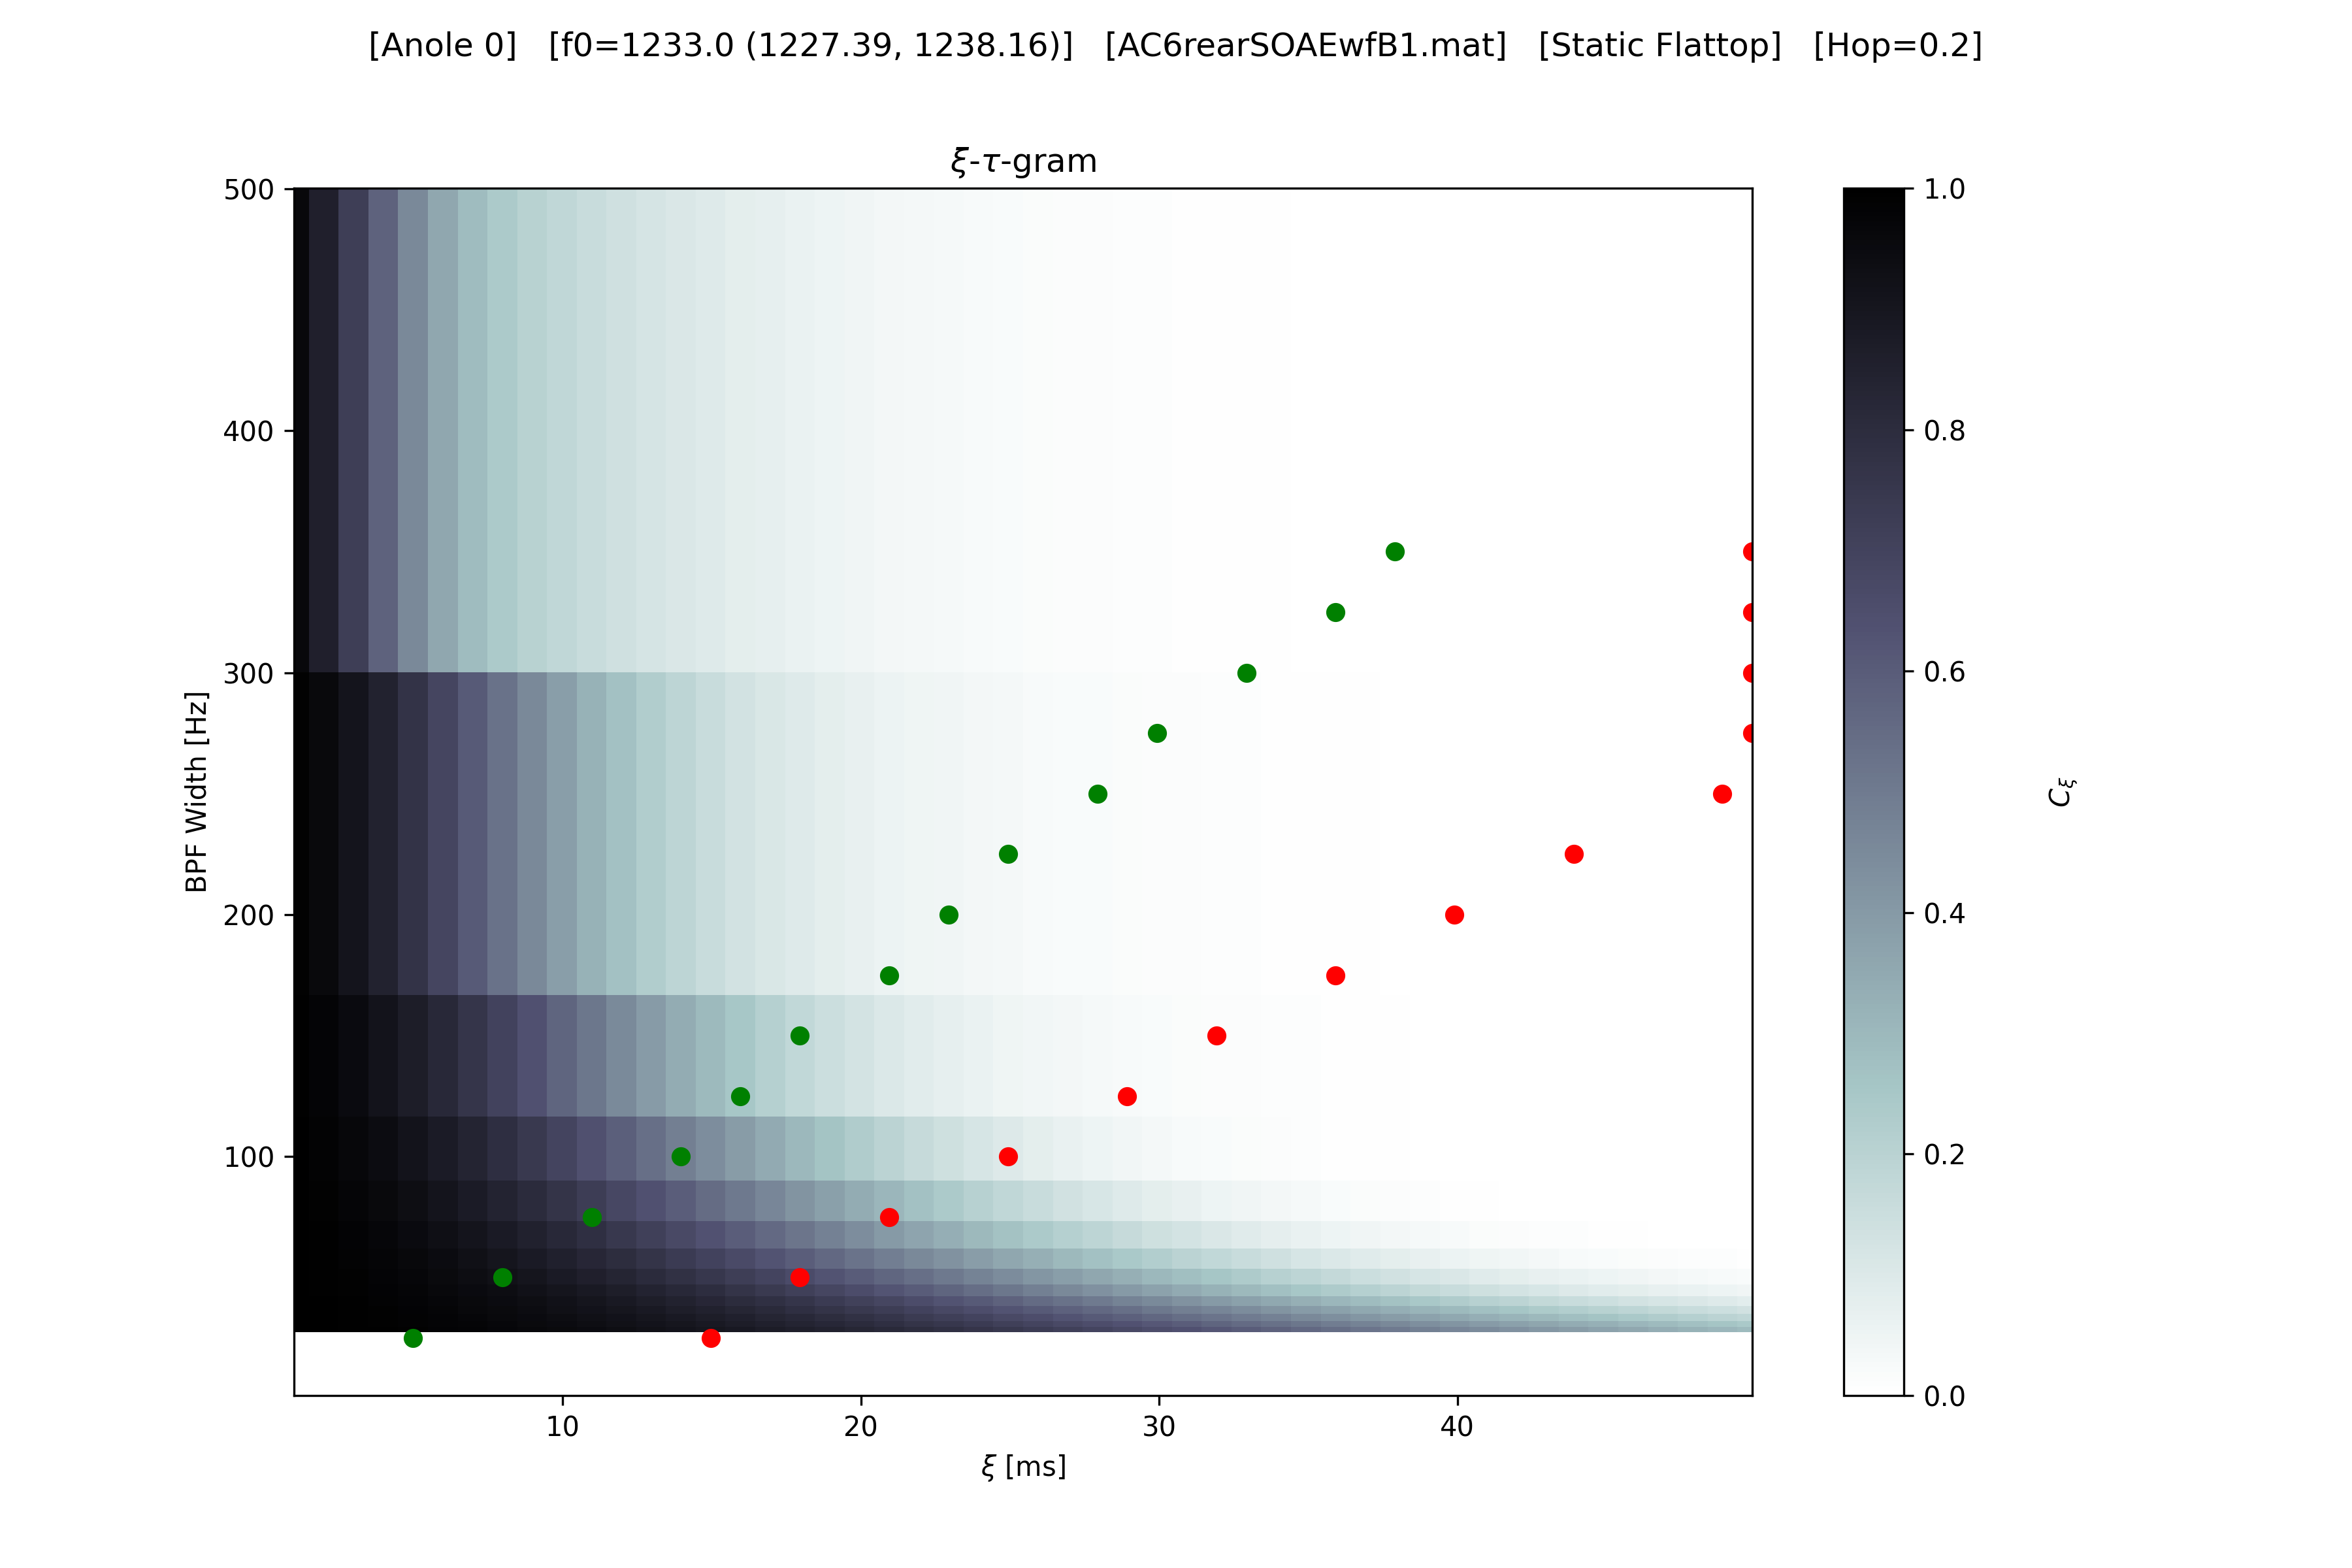 [Anole 0]   [f0=1233.0 (1227.39, 1238.16)]   [AC6rearSOAEwfB1.mat]   [Static Flattop]   [Hop=0.2]
ξ-τ-gram
500
400
300
200
100
BPF Width [Hz]
10 20 30 40
ξ [ms]
1.0
0.8
0.6
0.4
0.2
0.0
C_ξ